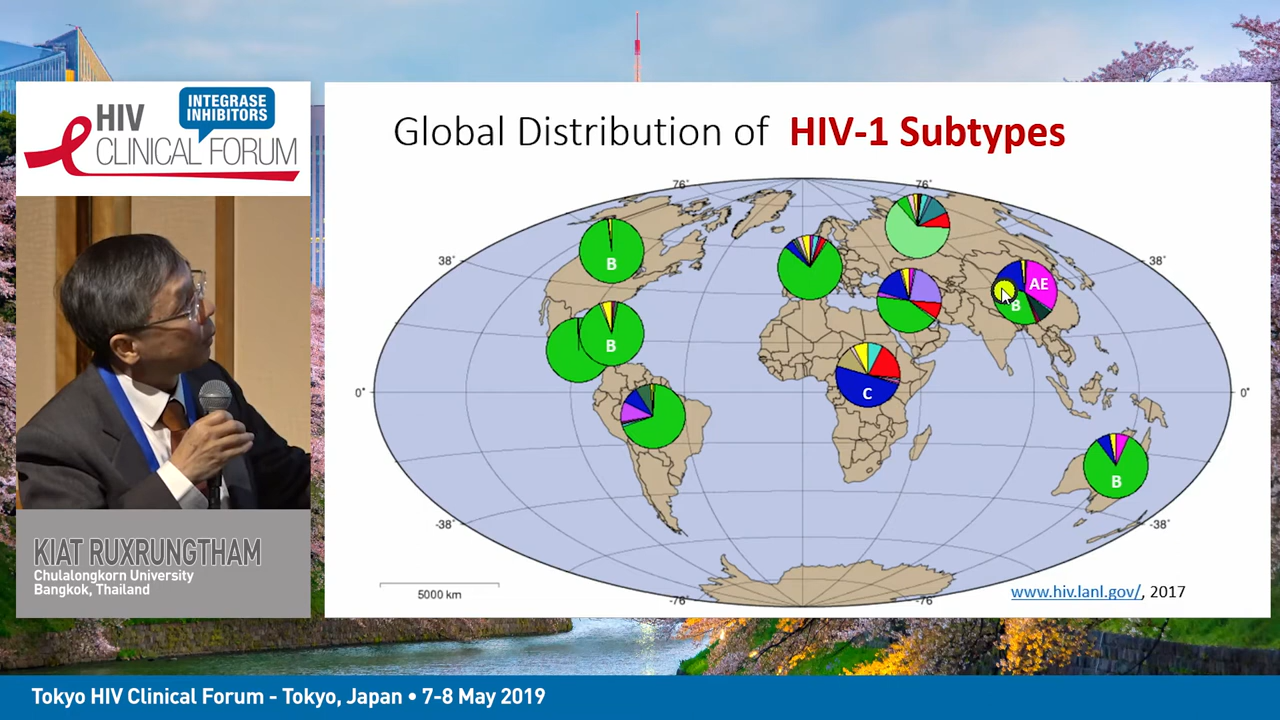 INTEGRASE
INHIBITORS
HIV
CLINICAL FORUM
Global Distribution of HIV-1 Subtypes
76°
76°
38°
38°
0°
0°
-38°
-38°
-76°
-76°
B
B
C
AE
B
B
5000 km
www.hiv.lanl.gov/, 2017
KIAT RUXRUNGTHAM
Chulalongkorn University
Bangkok, Thailand
Tokyo HIV Clinical Forum - Tokyo, Japan • 7-8 May 2019